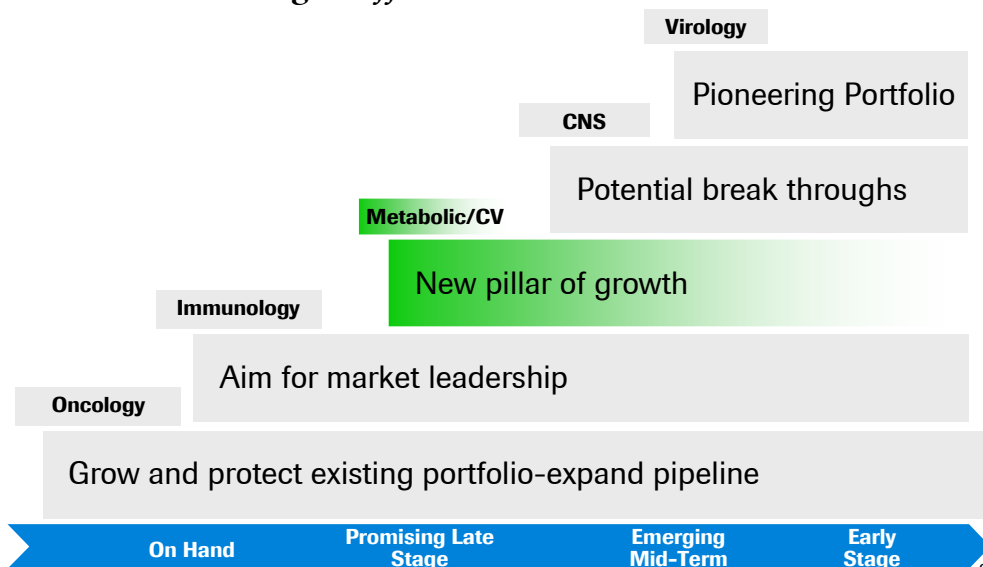 Virology
Pioneering Portfolio
CNS
Potential break throughs
Metabolic/CV
New pillar of growth
Immunology
Aim for market leadership
Oncology
Grow and protect existing portfolio-expand pipeline
On Hand
Promising Late
Stage
Emerging
Mid-Term
Early
Stage